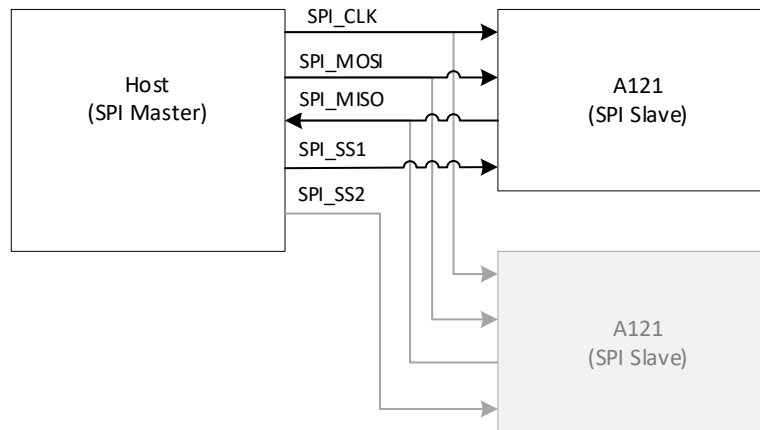 SPI_CLK
SPI_MOSI
SPI_MISO
SPI_SS1
SPI_SS2
Host
(SPI Master)
A121
(SPI Slave)
A121
(SPI Slave)